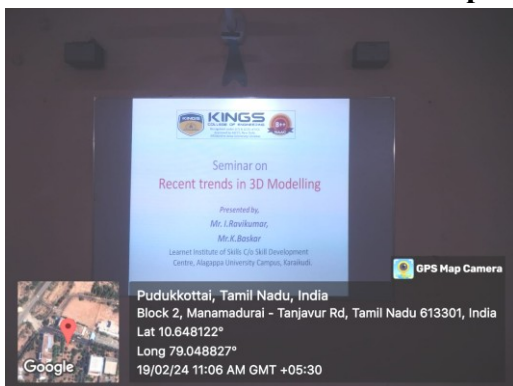 KINGS
COLLEGE OF ENGINEERING
Seminar on
Recent trends in 3D Modelling
Presented by,
Mr. I.Ravikumar,
Mr.K.Baskar
Learnet Institute of Skills C/o Skill Development
Centre, Alagappa University Campus, Karaikudi.
GPS Map Camera
Pudukkottai, Tamil Nadu, India
Block 2, Manamadurai - Tanjavur Rd, Tamil Nadu 613301, India
Lat 10.648122°
Long 79.048827°
19/02/24 11:06 AM GMT +05:30
Google